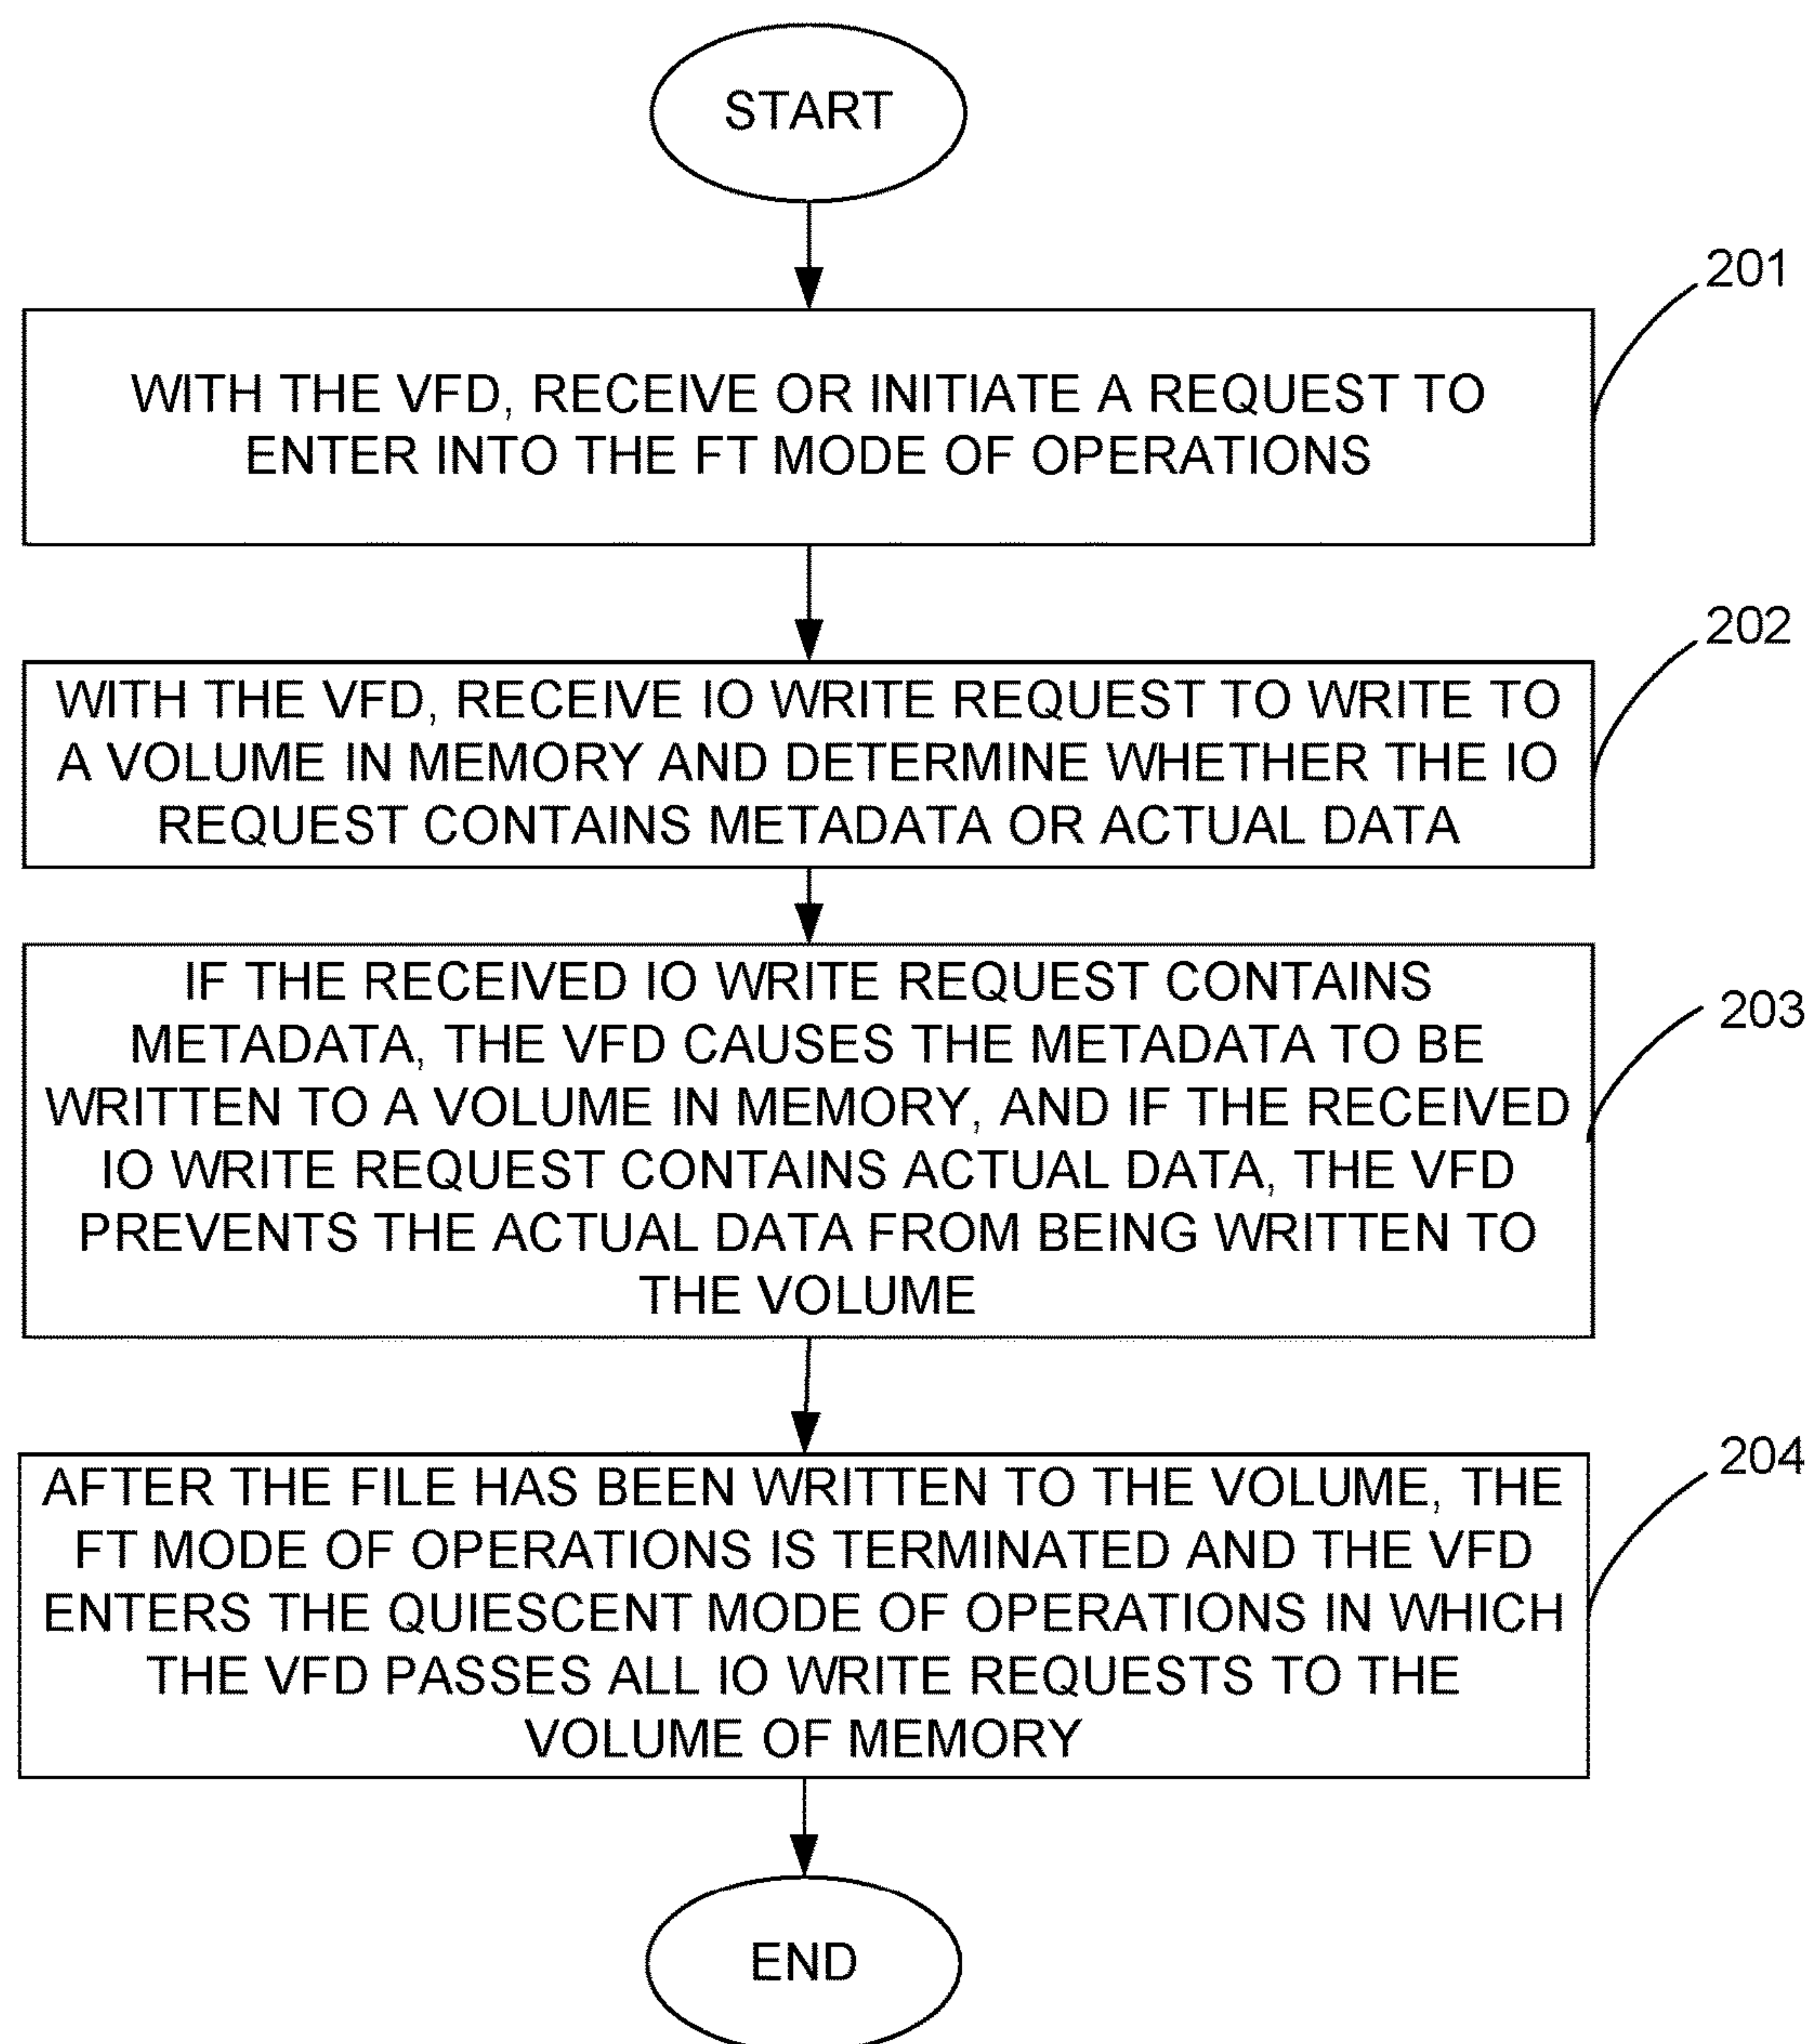 START
201
WITH THE VFD, RECEIVE OR INITIATE A REQUEST TO
ENTER INTO THE FT MODE OF OPERATIONS
202
WITH THE VFD, RECEIVE IO WRITE REQUEST TO WRITE TO
A VOLUME IN MEMORY AND DETERMINE WHETHER THE IO
REQUEST CONTAINS METADATA OR ACTUAL DATA
203
IF THE RECEIVED IO WRITE REQUEST CONTAINS
METADATA, THE VFD CAUSES THE METADATA TO BE
WRITTEN TO A VOLUME IN MEMORY, AND IF THE RECEIVED
IO WRITE REQUEST CONTAINS ACTUAL DATA, THE VFD
PREVENTS THE ACTUAL DATA FROM BEING WRITTEN TO
THE VOLUME
204
AFTER THE FILE HAS BEEN WRITTEN TO THE VOLUME, THE
FT MODE OF OPERATIONS IS TERMINATED AND THE VFD
ENTERS THE QUIESCENT MODE OF OPERATIONS IN WHICH
THE VFD PASSES ALL IO WRITE REQUESTS TO THE
VOLUME OF MEMORY
END